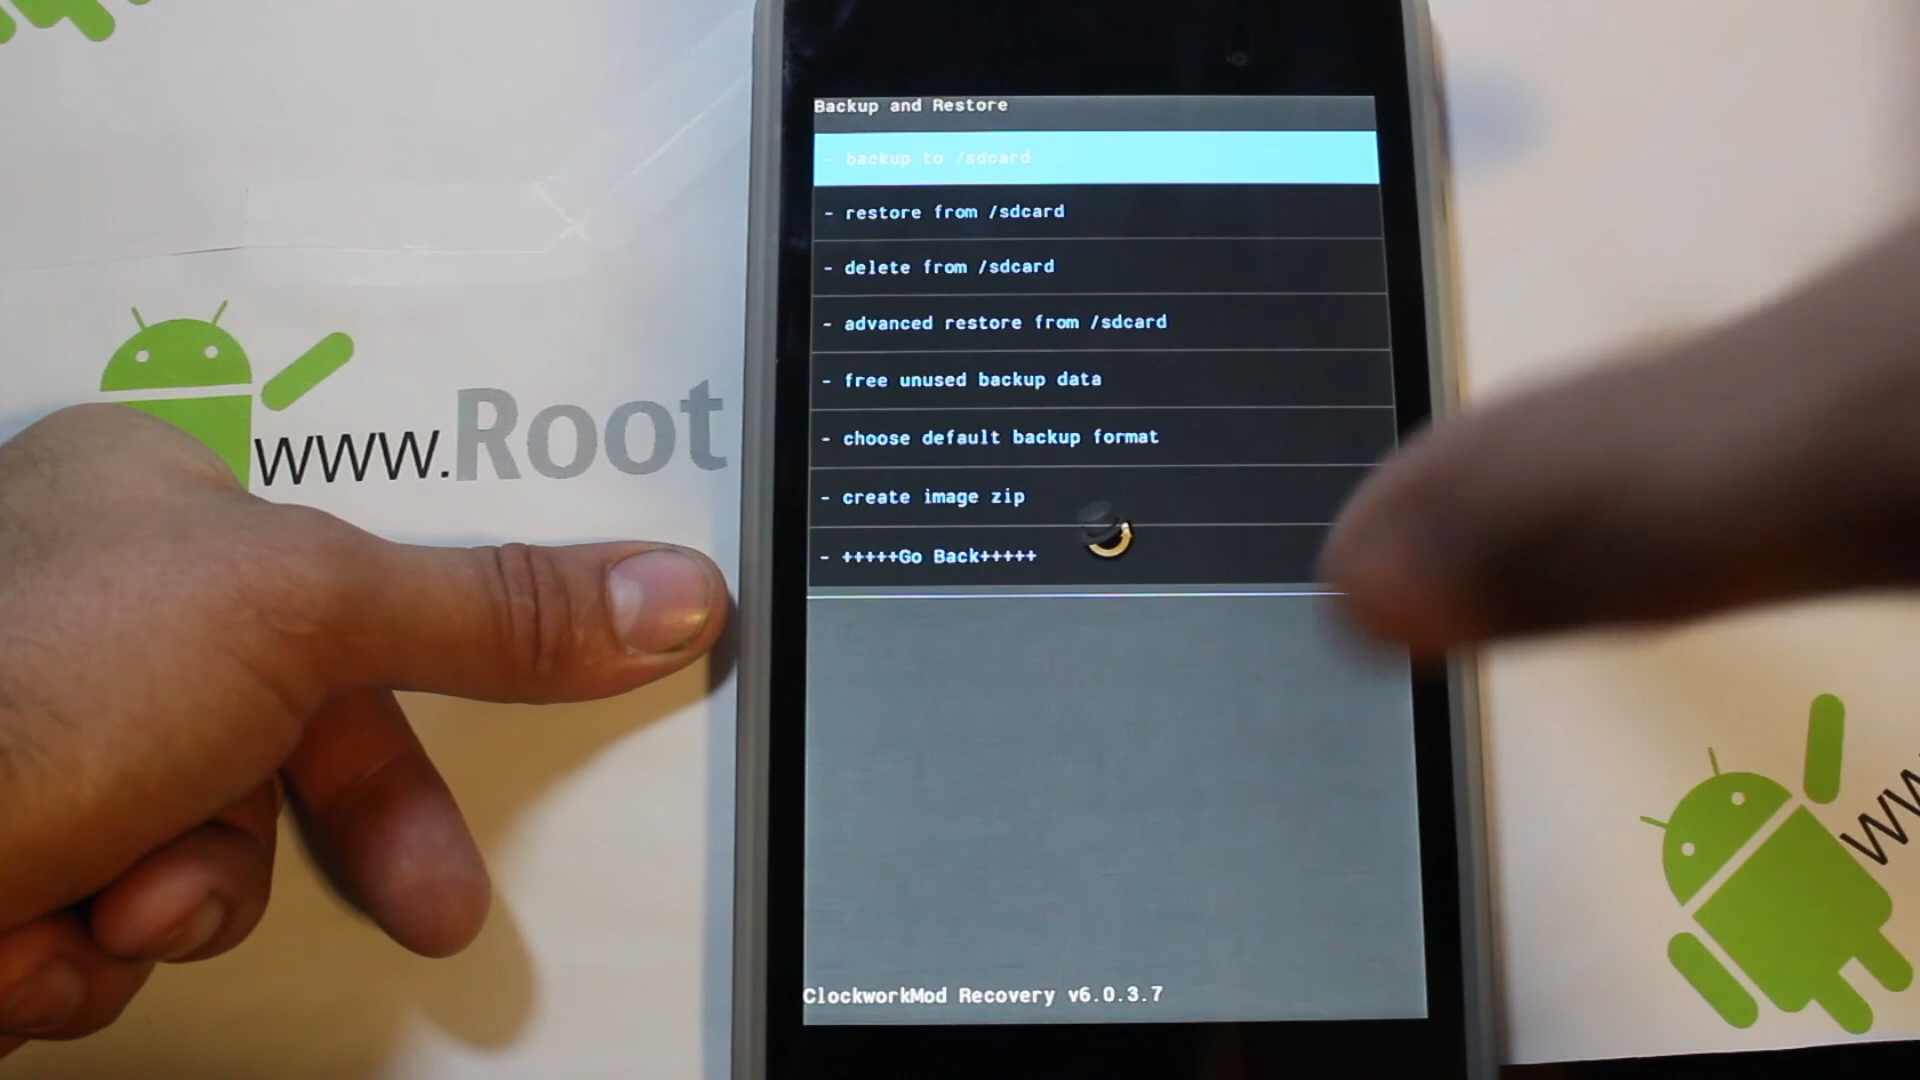 Backup and Restore
- backup to /sdcard
- restore from /sdcard
- delete from /sdcard
- advanced restore from /sdcard
- free unused backup data
- choose default backup format
- create image zip
- +++++Go Back+++++
ClockworkMod Recovery v6.0.3.7
www.Root
ww